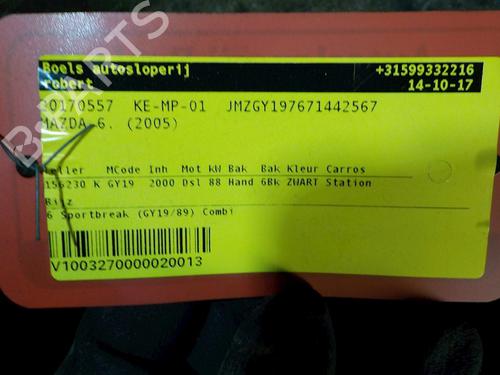 Boels autosloperij +31599332216
robert 14-10-17
20170557 KE-MP-01 JMZGY197671442567
MAZDA-6. (2005)
Teller MCode Inh Mot kW Bak Bak Kleur Carros
156230 K GY19 2000 Dsl 88 Hand 6Bk ZWART Station
Bijz
6 Sportbreak (GY19/89) Combi
V1003270000020013